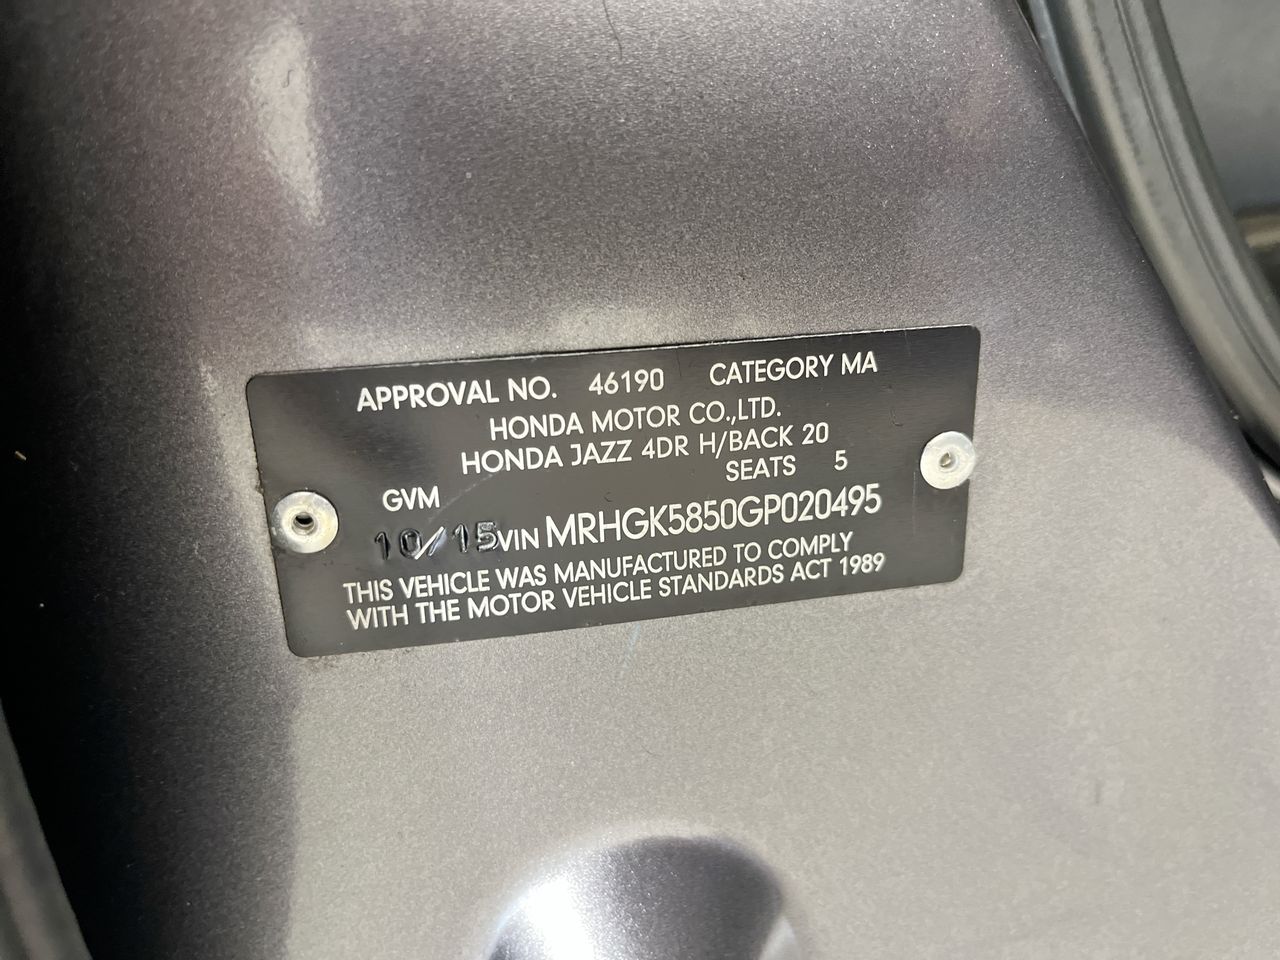 APPROVAL NO. 46190 CATEGORY MA
HONDA MOTOR CO.,LTD.
HONDA JAZZ 4DR H/BACK 20
SEATS 5
GVM
10/15 VIN MRHGK5850GP020495
THIS VEHICLE WAS MANUFACTURED TO COMPLY
WITH THE MOTOR VEHICLE STANDARDS ACT 1989